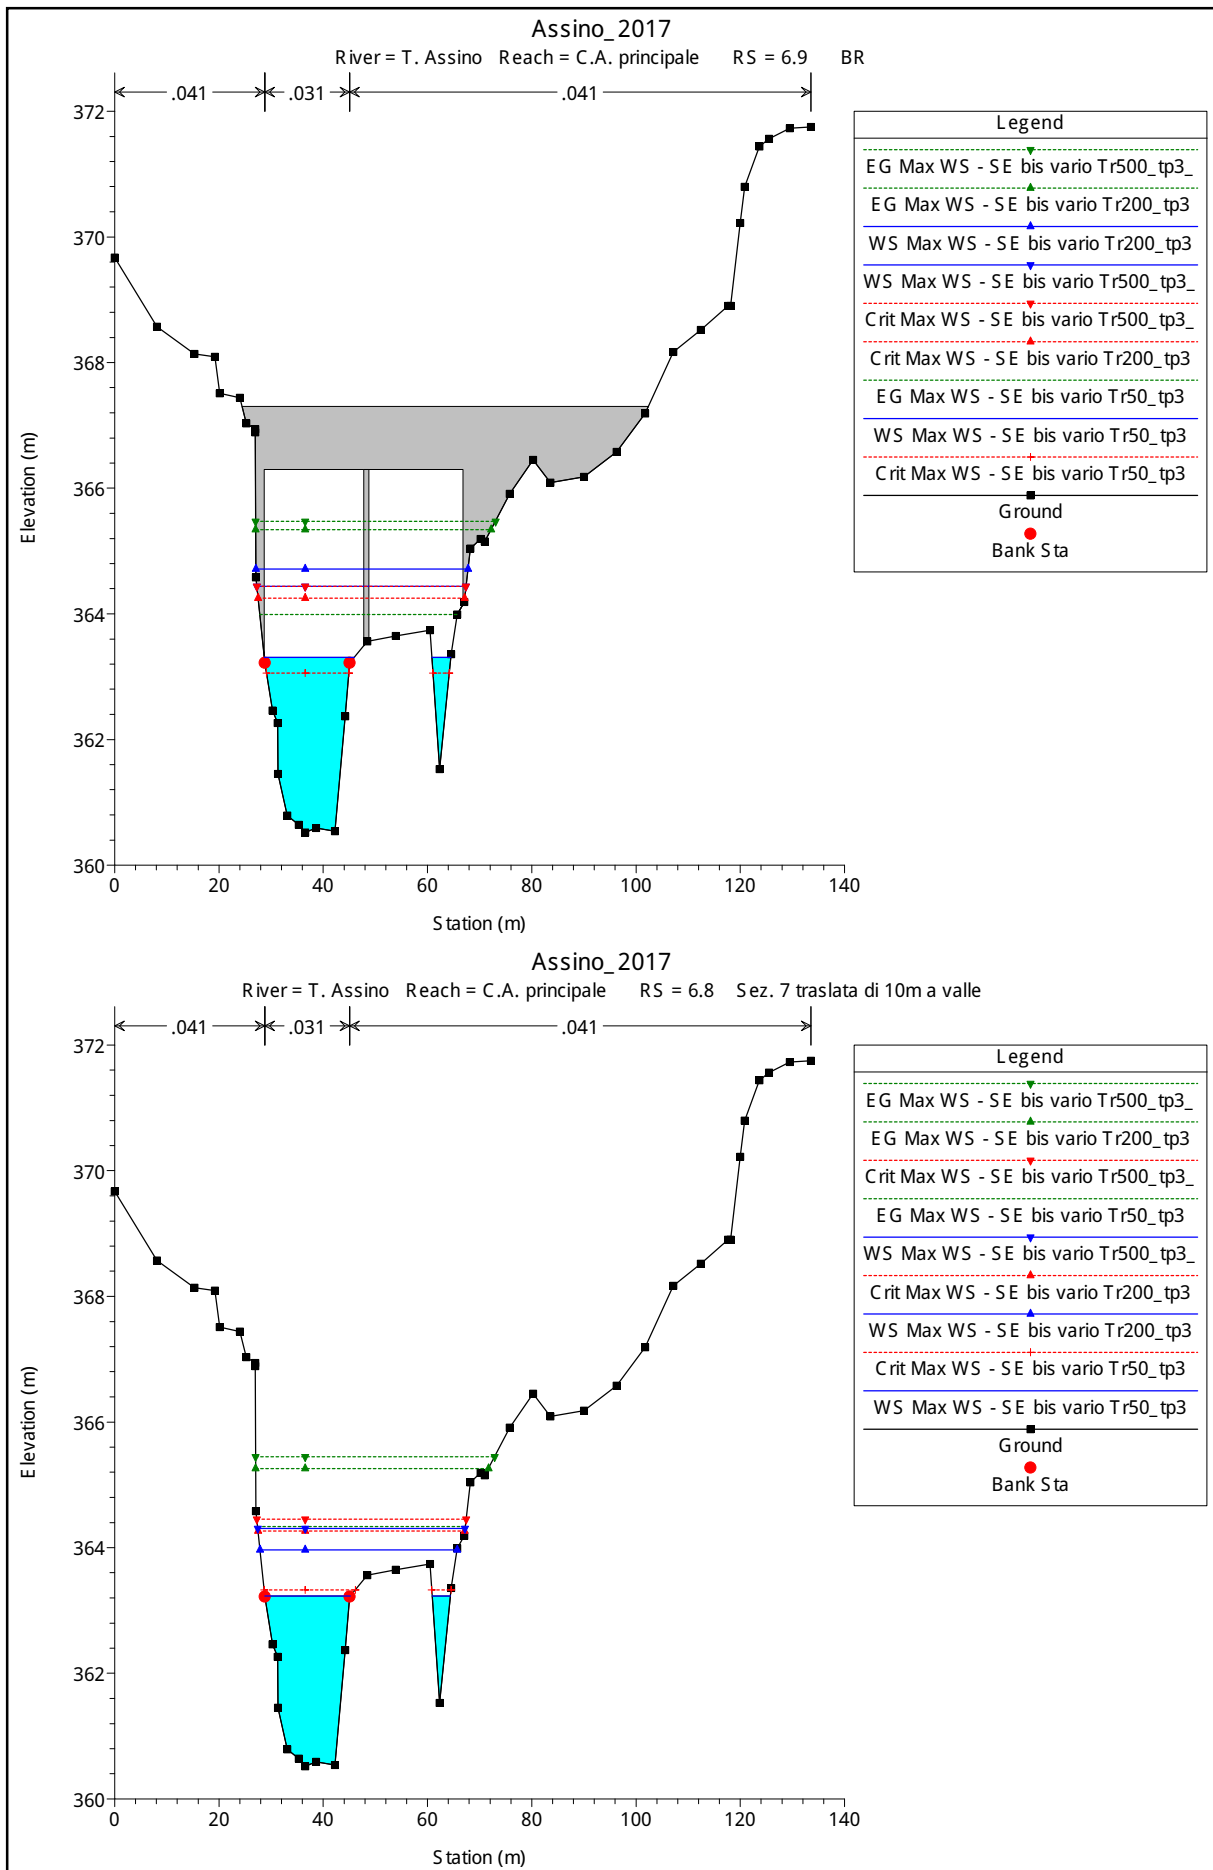 Assino_2017
River = T. Assino Reach = C.A. principale RS = 6.9 BR
.041 .031 .041
Legend
EG Max WS - SE bis vario Tr500_tp3_
EG Max WS - SE bis vario Tr200_tp3
WS Max WS - SE bis vario Tr200_tp3
WS Max WS - SE bis vario Tr500_tp3_
Crit Max WS - SE bis vario Tr500_tp3_
Crit Max WS - SE bis vario Tr200_tp3
EG Max WS - SE bis vario Tr50_tp3
WS Max WS - SE bis vario Tr50_tp3
Crit Max WS - SE bis vario Tr50_tp3
Ground
Bank Sta
372
370
368
366
364
362
360
Elevation (m)
0 20 40 60 80 100 120 140
Station (m)
Assino_2017
River = T. Assino Reach = C.A. principale RS = 6.8 Sez. 7 traslata di 10m a valle
.041 .031 .041
Legend
EG Max WS - SE bis vario Tr500_tp3_
EG Max WS - SE bis vario Tr200_tp3
Crit Max WS - SE bis vario Tr500_tp3_
EG Max WS - SE bis vario Tr50_tp3
WS Max WS - SE bis vario Tr500_tp3_
Crit Max WS - SE bis vario Tr200_tp3
WS Max WS - SE bis vario Tr200_tp3
Crit Max WS - SE bis vario Tr50_tp3
WS Max WS - SE bis vario Tr50_tp3
Ground
Bank Sta
372
370
368
366
364
362
360
Elevation (m)
0 20 40 60 80 100 120 140
Station (m)